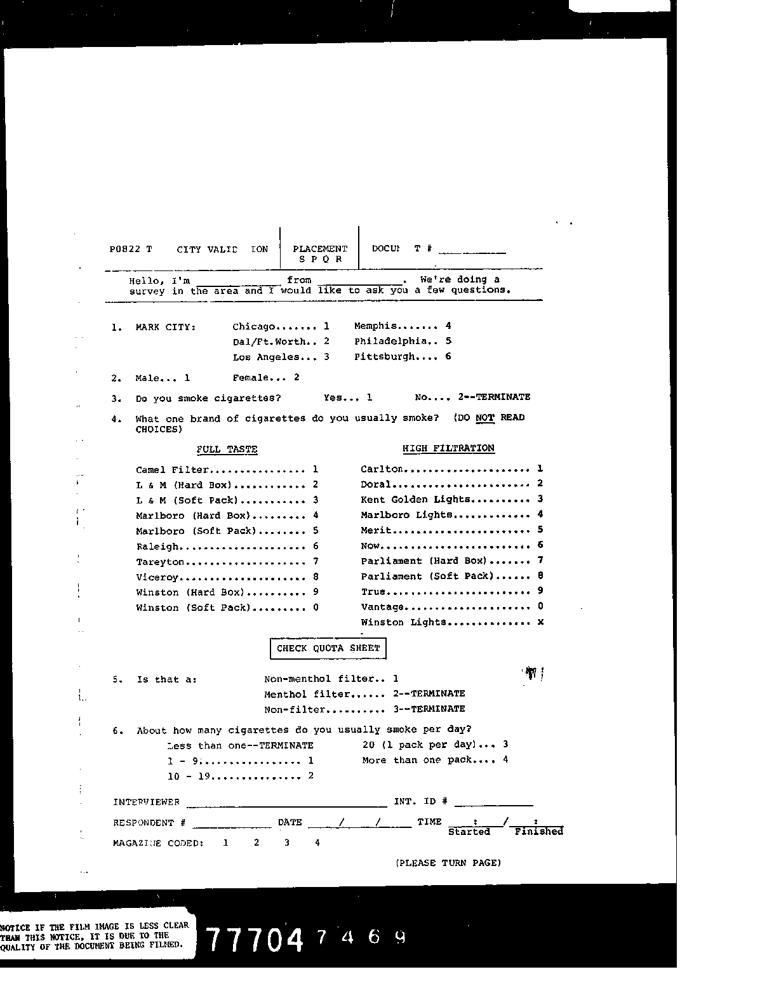 P0822 T CITY VALID ION PLACEMENT DOCU T # ___________
S P Q R
Hello, I'm ____________ from ____________. We're doing a
survey in the area and I would like to ask you a few questions.
1. MARK CITY: Chicago....... 1 Memphis....... 4
Dal/Ft.Worth.. 2 Philadelphia.. 5
Los Angeles... 3 Pittsburgh.... 6
2. Male... 1 Female... 2
3. Do you smoke cigarettes? Yes... 1 No.... 2--TERMINATE
4. What one brand of cigarettes do you usually smoke? (DO NOT READ
CHOICES)
FULL TASTE HIGH FILTRATION
Camel Filter............... 1 Carlton.................... 1
L & M (Hard Box)........... 2 Doral...................... 2
L & M (Soft Pack).......... 3 Kent Golden Lights......... 3
Marlboro (Hard Box)........ 4 Marlboro Lights............ 4
Marlboro (Soft Pack)....... 5 Merit...................... 5
Raleigh.................... 6 Now........................ 6
Tareyton................... 7 Parliament (Hard Box)...... 7
Viceroy.................... 8 Parliament (Soft Pack)..... 8
Winston (Hard Box)......... 9 True....................... 9
Winston (Soft Pack)........ 0 Vantage.................... 0
Winston Lights............. x
CHECK QUOTA SHEET
5. Is that a: Non-menthol filter.. 1
Menthol filter...... 2--TERMINATE
Non-filter.......... 3--TERMINATE
6. About how many cigarettes do you usually smoke per day?
Less than one--TERMINATE 20 (1 pack per day)... 3
1 - 9................. 1 More than one pack.... 4
10 - 19............... 2
INTERVIEWER ______________________ INT. ID # __________
RESPONDENT # __________ DATE ____/____/____ TIME ___:___/___:___
Started Finished
MAGAZINE CODED: 1 2 3 4
(PLEASE TURN PAGE)
NOTICE IF THE FILM IMAGE IS LESS CLEAR
THAN THIS NOTICE, IT IS DUE TO THE
QUALITY OF THE DOCUMENT BEING FILMED.
77704 7469